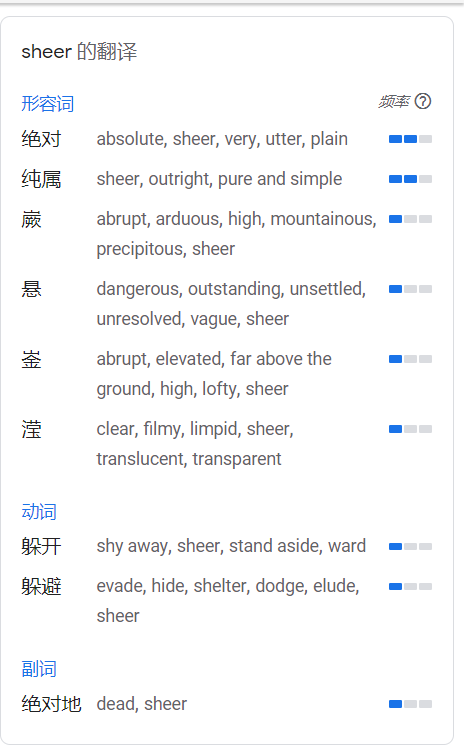 sheer 的翻译
形容词 频率
绝对 absolute, sheer, very, utter, plain
纯属 sheer, outright, pure and simple
嶡 abrupt, arduous, high, mountainous,
precipitous, sheer
悬 dangerous, outstanding, unsettled,
unresolved, vague, sheer
崟 abrupt, elevated, far above the
ground, high, lofty, sheer
滢 clear, filmy, limpid, sheer,
translucent, transparent
动词
躲开 shy away, sheer, stand aside, ward
躲避 evade, hide, shelter, dodge, elude,
sheer
副词
绝对地 dead, sheer